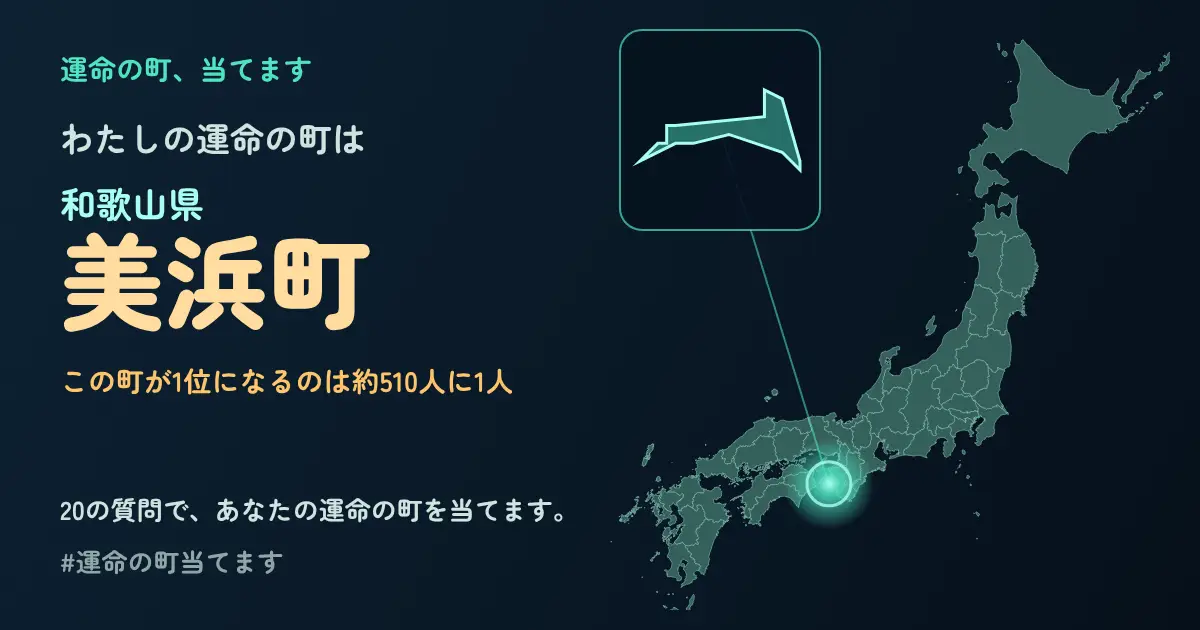 運命の町、当てます
わたしの運命の町は
和歌山県
美浜町
この町が1位になるのは約510人に1人
20の質問で、あなたの運命の町を当てます。
#運命の町当てます